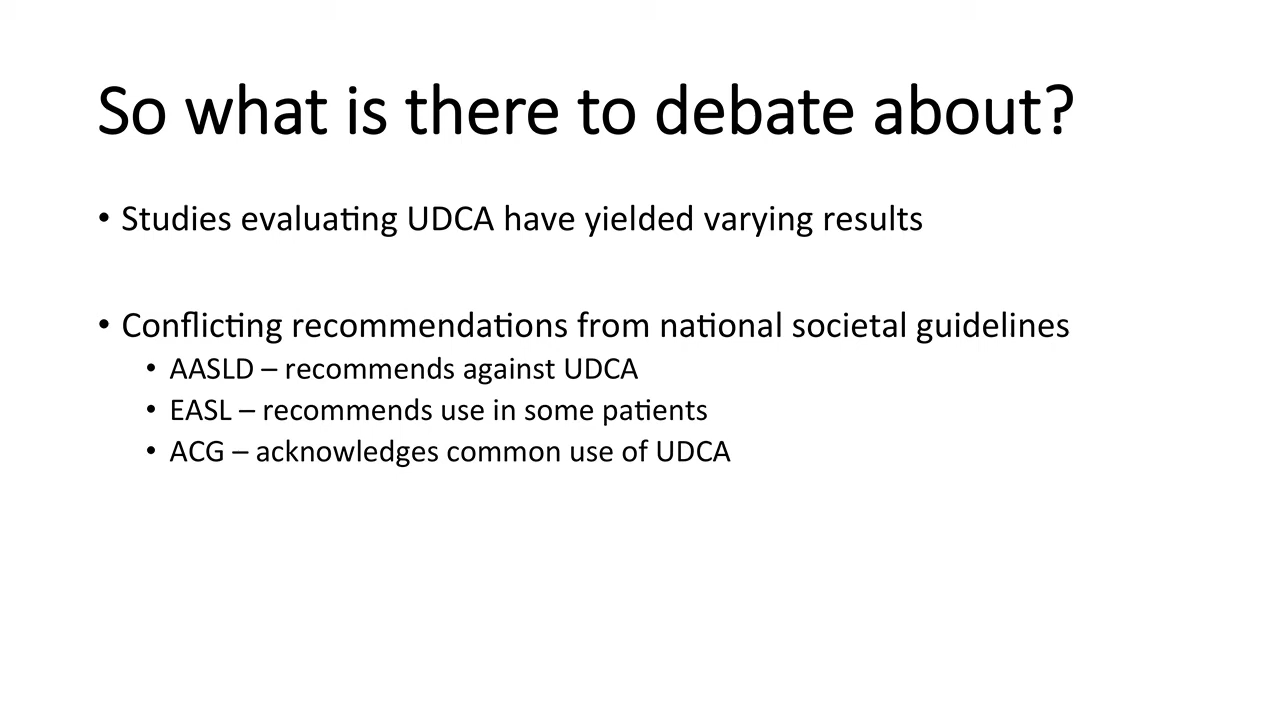 So what is there to debate about?
• Studies evaluating UDCA have yielded varying results
• Conflicting recommendations from national societal guidelines
• AASLD – recommends against UDCA
• EASL – recommends use in some patients
• ACG – acknowledges common use of UDCA